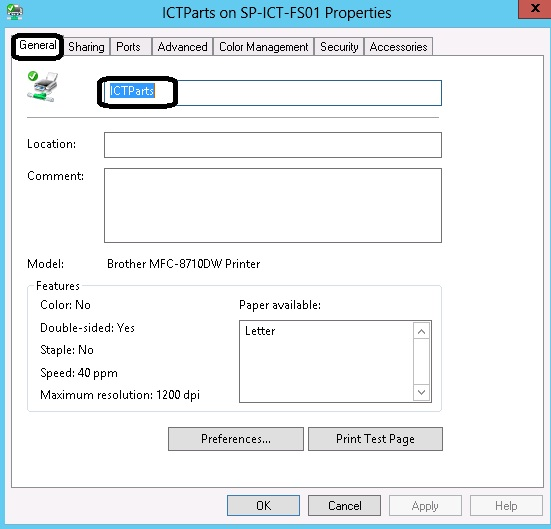 ICTParts on SP-ICT-FS01 Properties
General Sharing Ports Advanced Color Management Security Accessories
ICTParts
Location:
Comment:
Model: Brother MFC-8710DW Printer
Features
Color: No Paper available:
Double-sided: Yes Letter
Staple: No
Speed: 40 ppm
Maximum resolution: 1200 dpi
Preferences... Print Test Page
OK Cancel Apply Help